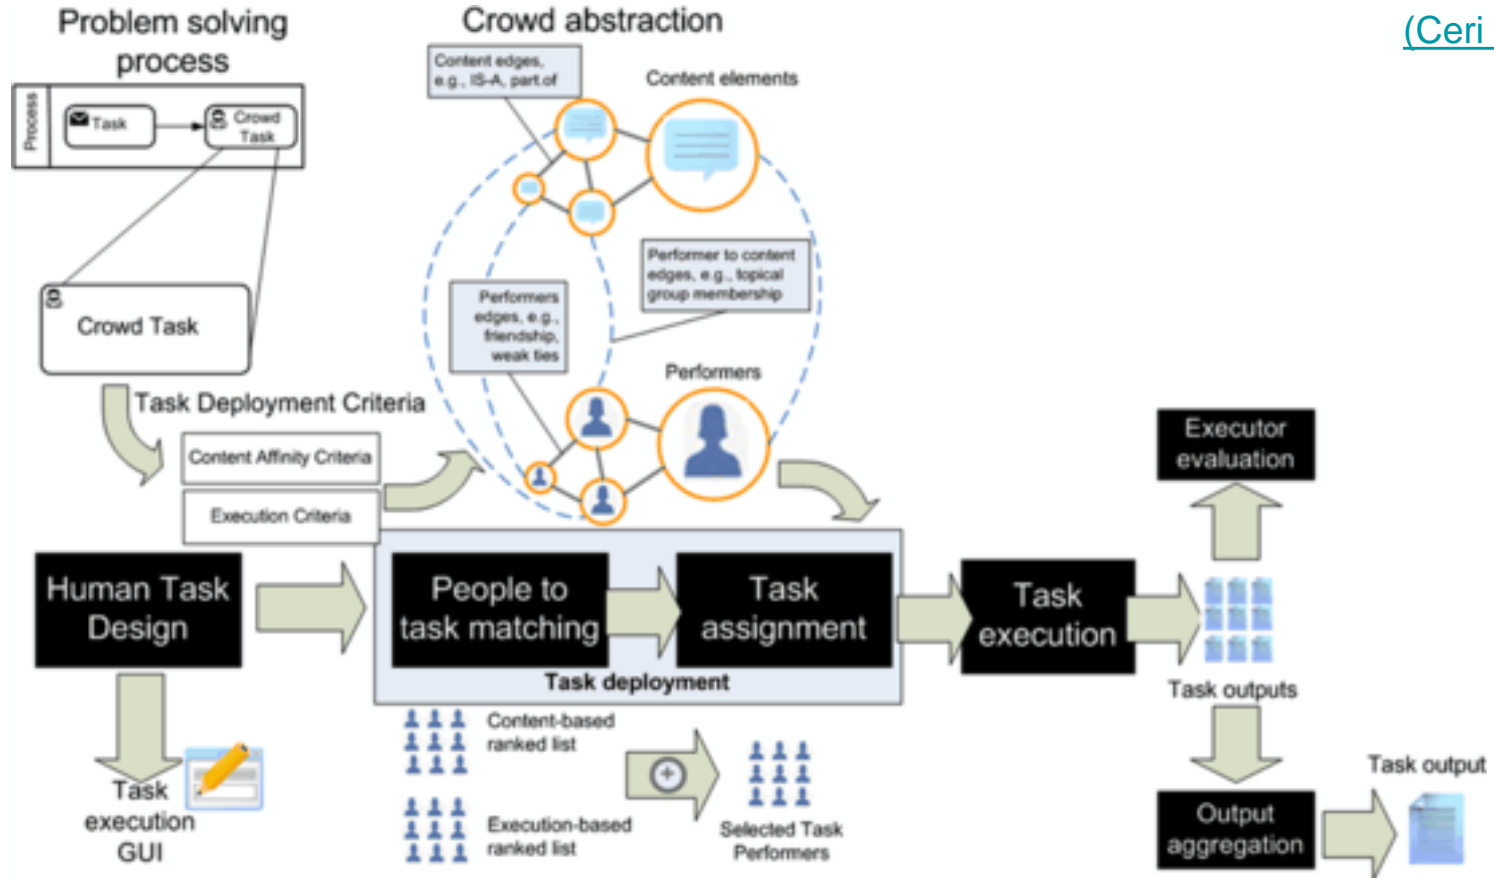 Problem solving
process
Process
Task
Crowd
Task
Crowd Task
Crowd abstraction
(Ceri
Content edges,
e.g., IS-A, part.of
Content elements
Performer to content
edges, e.g., topical
group membership
Performers
edges, e.g.,
friendship,
weak ties
Performers
Task Deployment Criteria
Content Affinity Criteria
Execution Criteria
Human Task
Design
People to
task matching
Task
assignment
Task deployment
Task
execution
Executor
evaluation
Task outputs
Output
aggregation
Task output
Task
execution
GUI
Content-based
ranked list
Execution-based
ranked list
Selected Task
Performers